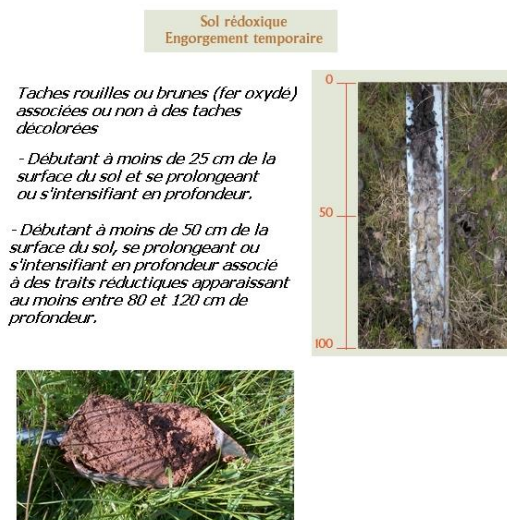 Sol rédoxique
Engorgement temporaire
Taches rouilles ou brunes (fer oxydé)
associées ou non à des taches
décolorées
- Débutant à moins de 25 cm de la
surface du sol et se prolongeant
ou s'intensifiant en profondeur.
- Débutant à moins de 50 cm de la
surface du sol, se prolongeant ou
s'intensifiant en profondeur associé
à des traits réductiques apparaissant
au moins entre 80 et 120 cm de
profondeur.
0
50
100